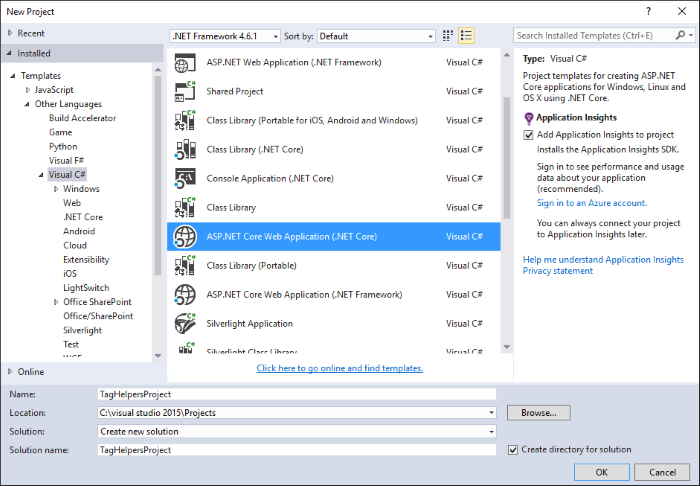 New Project
? ×
Recent
Installed
Templates
JavaScript
Other Languages
Build Accelerator
Game
Python
Visual F#
Visual C#
Windows
Web
.NET Core
Android
Cloud
Extensibility
iOS
LightSwitch
Office SharePoint
Office/SharePoint
Silverlight
Test
WCF
Online
.NET Framework 4.6.1 Sort by: Default
ASP.NET Web Application (.NET Framework) Visual C#
Shared Project Visual C#
Class Library (Portable for iOS, Android and Windows) Visual C#
Class Library (.NET Core) Visual C#
Console Application (.NET Core) Visual C#
Class Library Visual C#
ASP.NET Core Web Application (.NET Core) Visual C#
Class Library (Portable) Visual C#
ASP.NET Core Web Application (.NET Framework) Visual C#
Silverlight Application Visual C#
Silverlight Class Library Visual C#
Click here to go online and find templates.
Search Installed Templates (Ctrl+E)
Type: Visual C#
Project templates for creating ASP.NET
Core applications for Windows, Linux and
OS X using .NET Core.
Application Insights
Add Application Insights to project
Installs the Application Insights SDK.
Sign in to see performance and usage
data about your application
(recommended).
Sign in to an Azure account.
You can always connect your project
to Application Insights later.
Help me understand Application Insights
Privacy statement
Name: TagHelpersProject
Location: C:\visual studio 2015\Projects Browse...
Solution: Create new solution
Solution name: TagHelpersProject Create directory for solution
OK Cancel